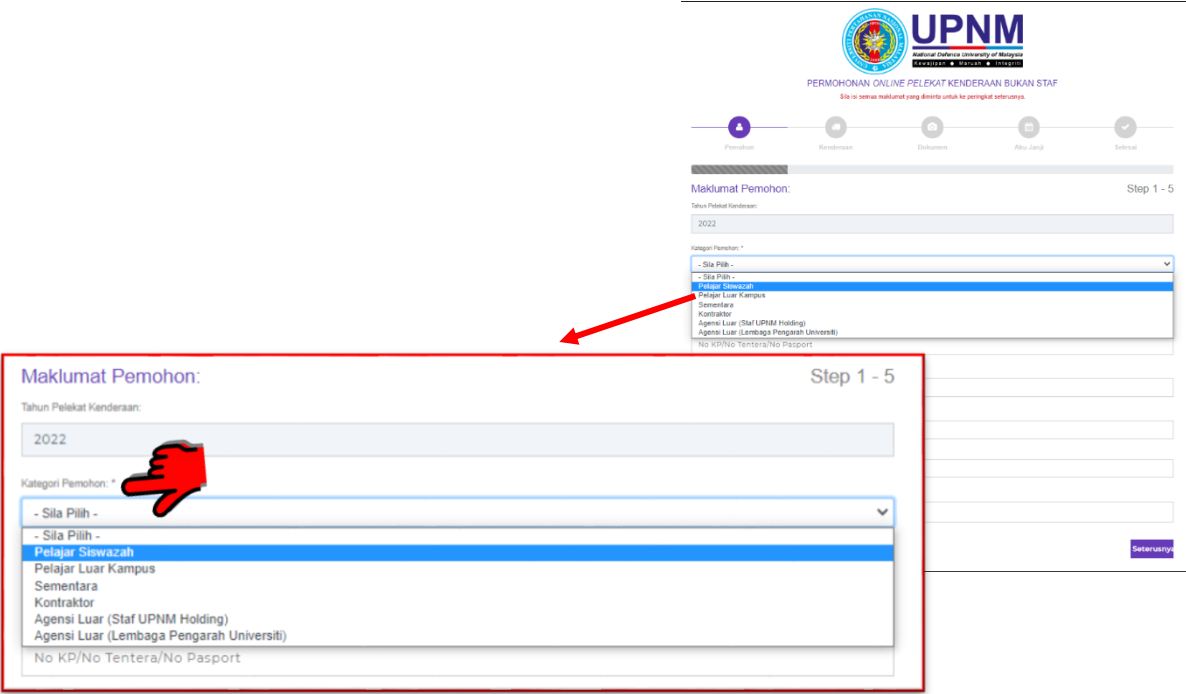 UPNM
National Defence University of Malaysia
Kewajipan ● Maruah ● Integriti
PERMOHONAN ONLINE PELEKAT KENDERAAN BUKAN STAF
Sila isi semua maklumat yang diminta untuk ke peringkat seterusnya.
Pemohon Kenderaan Dokumen Aku Janji Selesai
Maklumat Pemohon: Step 1 - 5
Tahun Pelekat Kenderaan:
2022
Kategori Pemohon: *
- Sila Pilih -
- Sila Pilih -
Pelajar Siswazah
Pelajar Luar Kampus
Sementara
Kontraktor
Agensi Luar (Staf UPNM Holding)
Agensi Luar (Lembaga Pengarah Universiti)
No KP/No Tentera/No Pasport
Seterusnya
Maklumat Pemohon: Step 1 - 5
Tahun Pelekat Kenderaan:
2022
Kategori Pemohon: *
- Sila Pilih -
- Sila Pilih -
Pelajar Siswazah
Pelajar Luar Kampus
Sementara
Kontraktor
Agensi Luar (Staf UPNM Holding)
Agensi Luar (Lembaga Pengarah Universiti)
No KP/No Tentera/No Pasport